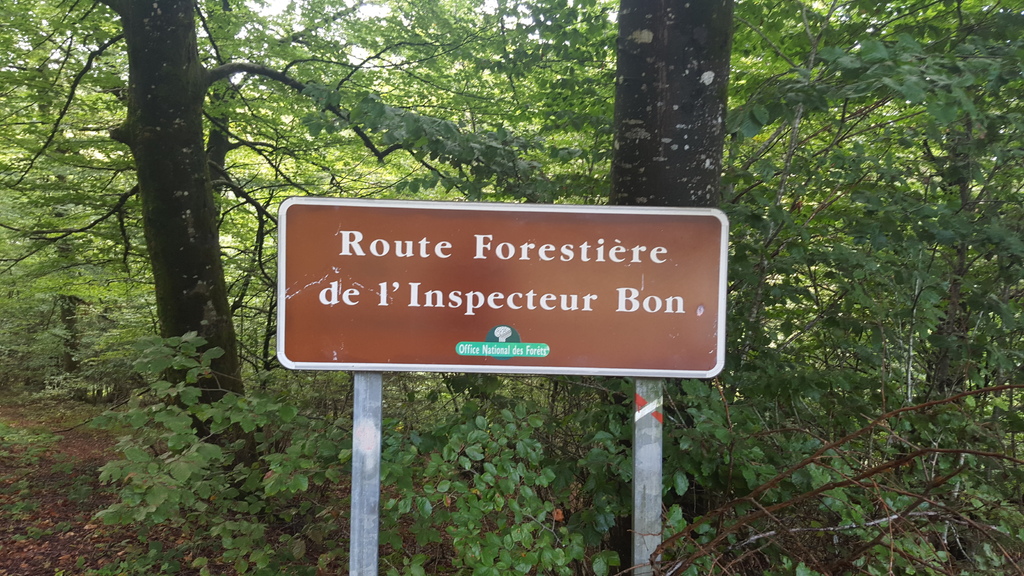 Route Forestière
de l'Inspecteur Bon
Office National des Forêts